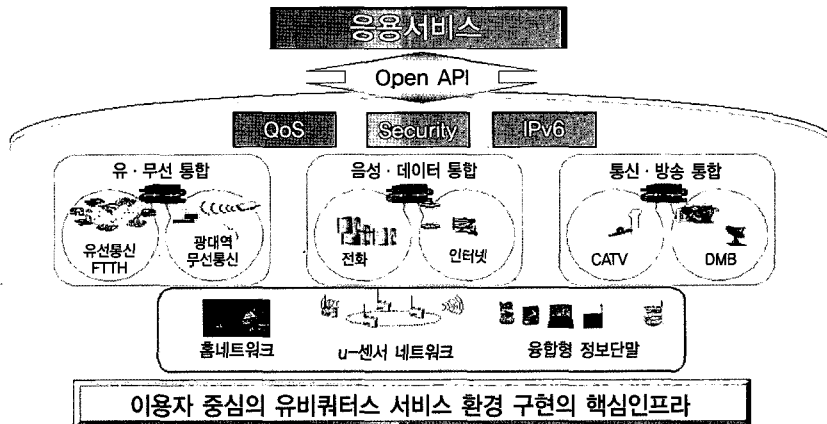 응용서비스
Open API
QoS Security IPv6
유·무선 통합
음성·데이터 통합
통신·방송 통합
유선통신
FTTH
광대역
무선통신
전화
인터넷
CATV
DMB
홈네트워크
u-센서 네트워크
융합형 정보단말
이용자 중심의 유비쿼터스 서비스 환경 구현의 핵심인프라